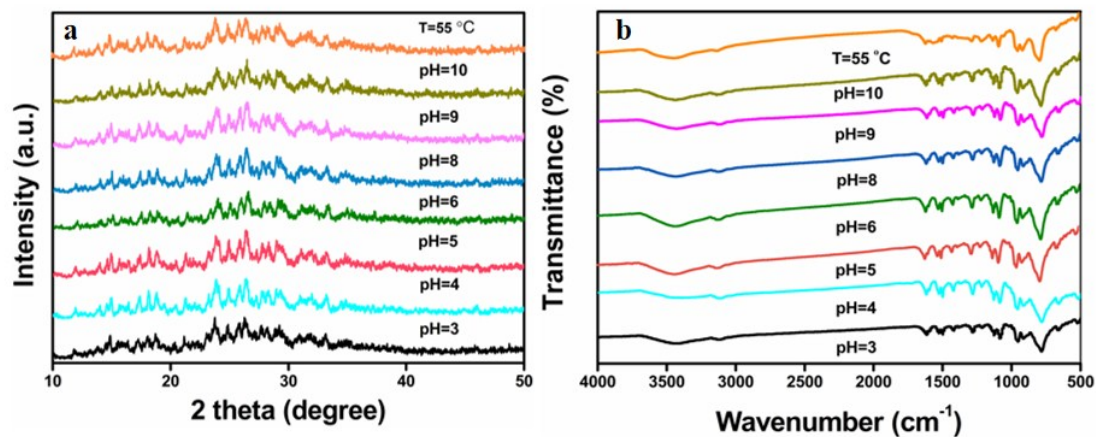 a
T=55 °C
pH=10
pH=9
pH=8
pH=6
pH=5
pH=4
pH=3
Intensity (a.u.)
10
20
30
40
50
2 theta (degree)
b
T=55 °C
pH=10
pH=9
pH=8
pH=6
pH=5
pH=4
pH=3
Transmittance (%)
4000
3500
3000
2500
2000
1500
1000
500
Wavenumber (cm⁻¹)